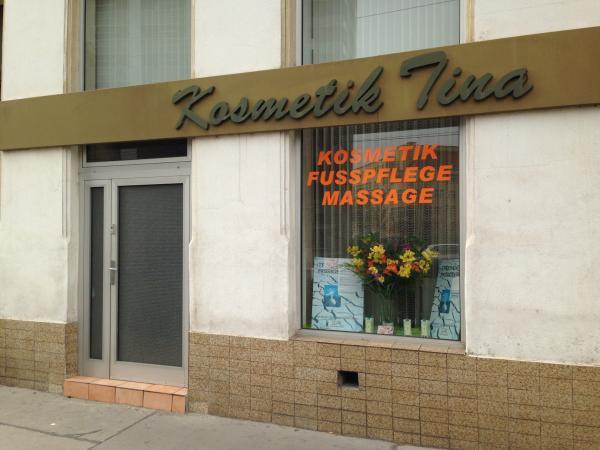 Kosmetik Tina
KOSMETIK
FUSSPFLEGE
MASSAGE